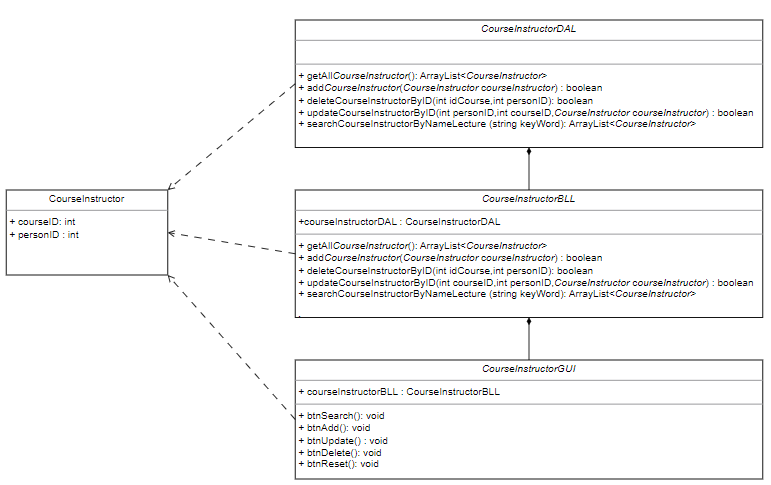 CourseInstructorDAL
+ getAllCourseInstructor(): ArrayList<CourseInstructor>
+ addCourseInstructor(CourseInstructor courseInstructor) : boolean
+ deleteCourseInstructorByID(int idCourse,int personID): boolean
+ updateCourseInstructorByID(int personID,int courseID,CourseInstructor courseInstructor) : boolean
+ searchCourseInstructorByNameLecture (string keyWord): ArrayList<CourseInstructor>
CourseInstructor
+ courseID: int
+ personID : int
CourseInstructorBLL
+courseInstructorDAL : CourseInstructorDAL
+ getAllCourseInstructor(): ArrayList<CourseInstructor>
+ addCourseInstructor(CourseInstructor courseInstructor) : boolean
+ deleteCourseInstructorByID(int idCourse,int personID): boolean
+ updateCourseInstructorByID(int courseID,int personID,CourseInstructor courseInstructor) : boolean
+ searchCourseInstructorByNameLecture (string keyWord): ArrayList<CourseInstructor>
CourseInstructorGUI
+ courseInstructorBLL : CourseInstructorBLL
+ btnSearch(): void
+ btnAdd(): void
+ btnUpdate() : void
+ btnDelete(): void
+ btnReset(): void